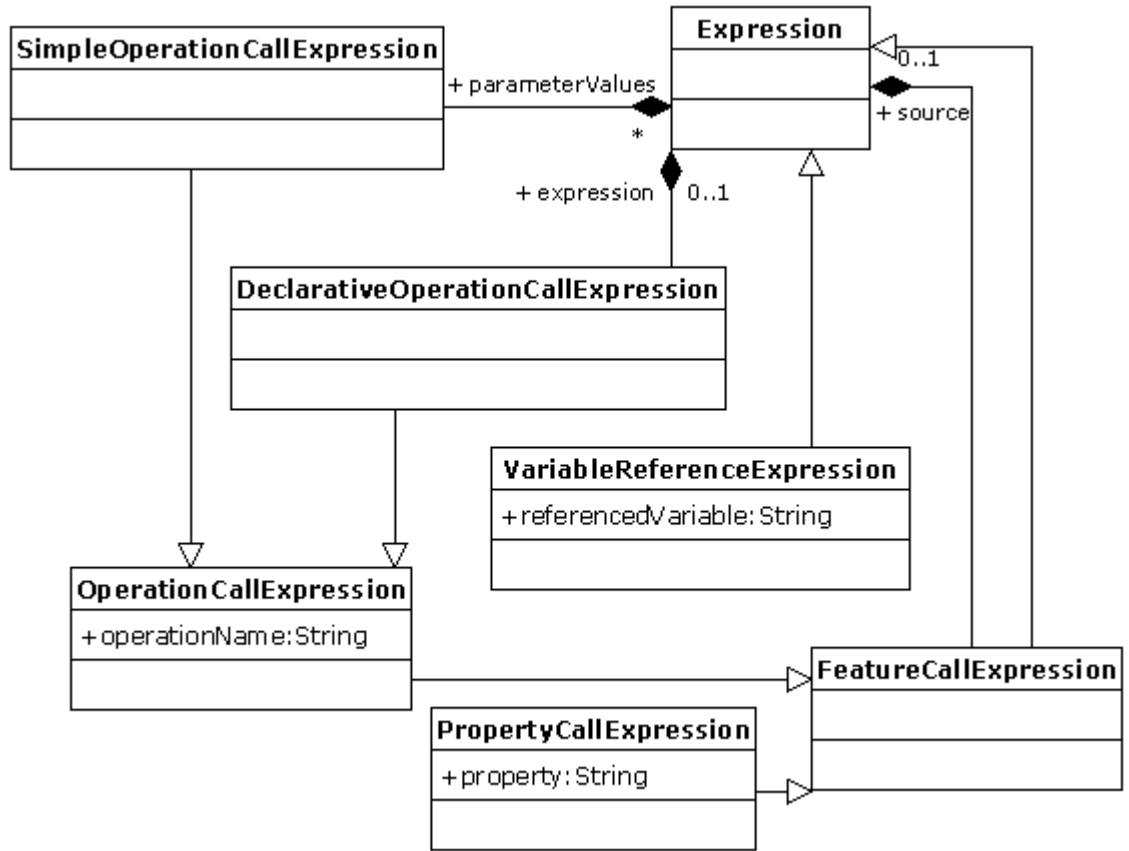 Expression
SimpleOperationCallExpression
0..1
+ parameterValues
+ source
*
+ expression
0..1
DeclarativeOperationCallExpression
VariableReferenceExpression
+referencedVariable:String
OperationCallExpression
+operationName:String
FeatureCallExpression
PropertyCallExpression
+property:String